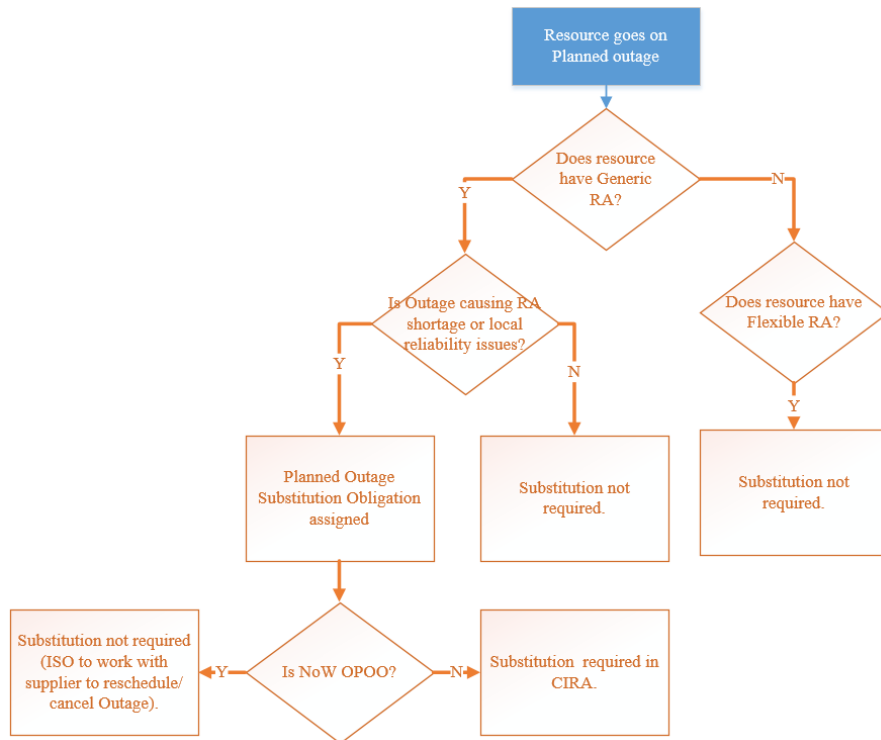 Resource goes on
Planned outage
Does resource
have Generic
RA?
Y
N
Is Outage causing RA
shortage or local
reliability issues?
Does resource have
Flexible RA?
Y
N
Y
Planned Outage
Substitution Obligation
assigned
Substitution not
required.
Substitution not
required.
Substitution not required
(ISO to work with
supplier to reschedule/
cancel Outage).
Y
Is NoW OPOO?
N
Substitution required in
CIRA.